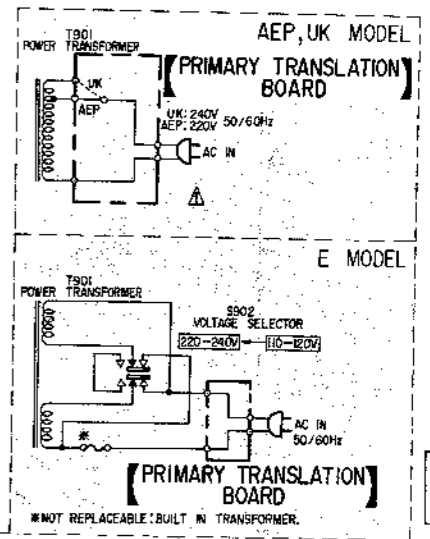 AEP, UK MODEL
T901
POWER TRANSFORMER
【PRIMARY TRANSLATION
BOARD】
UK
AEP
UK: 240V
AEP: 220V 50/60Hz
AC IN
E MODEL
T901
POWER TRANSFORMER
S902
VOLTAGE SELECTOR
220-240V
110-120V
AC IN
50/60Hz
※
【PRIMARY TRANSLATION
BOARD】
※NOT REPLACEABLE: BUILT IN TRANSFORMER.